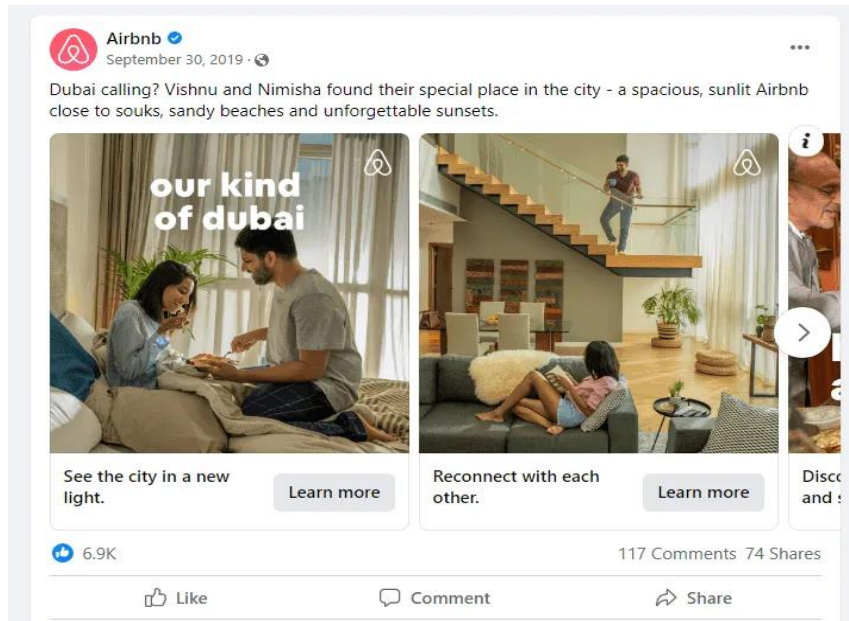 Airbnb
September 30, 2019 ·
Dubai calling? Vishnu and Nimisha found their special place in the city - a spacious, sunlit Airbnb
close to souks, sandy beaches and unforgettable sunsets.
our kind
of dubai
See the city in a new
light.
Learn more
Reconnect with each
other.
Learn more
and
6.9K
117 Comments 74 Shares
Like
Comment
Share